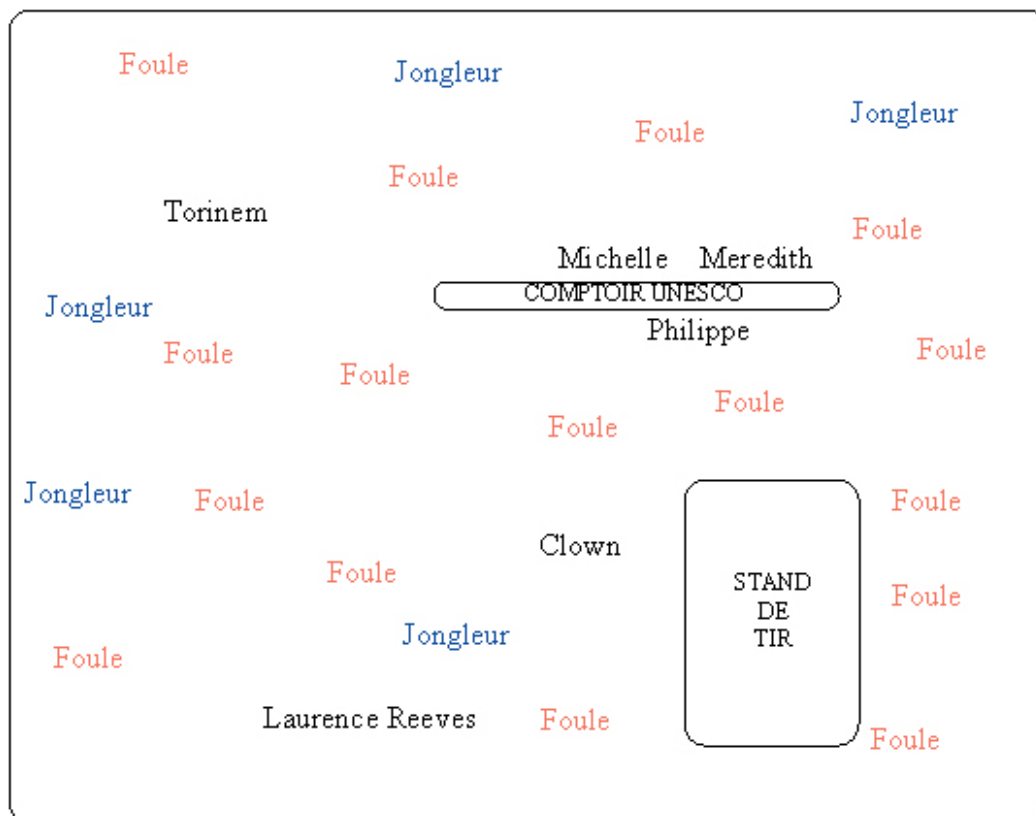 Foule
Jongleur
Jongleur
Foule
Foule
Torinem
Foule
Michelle Meredith
COMPTOIR UNESCO
Jongleur
Philippe
Foule
Foule
Foule
Foule
Foule
Jongleur
Foule
Foule
Clown
Foule
STAND
DE
TIR
Foule
Jongleur
Foule
Laurence Reeves
Foule
Foule